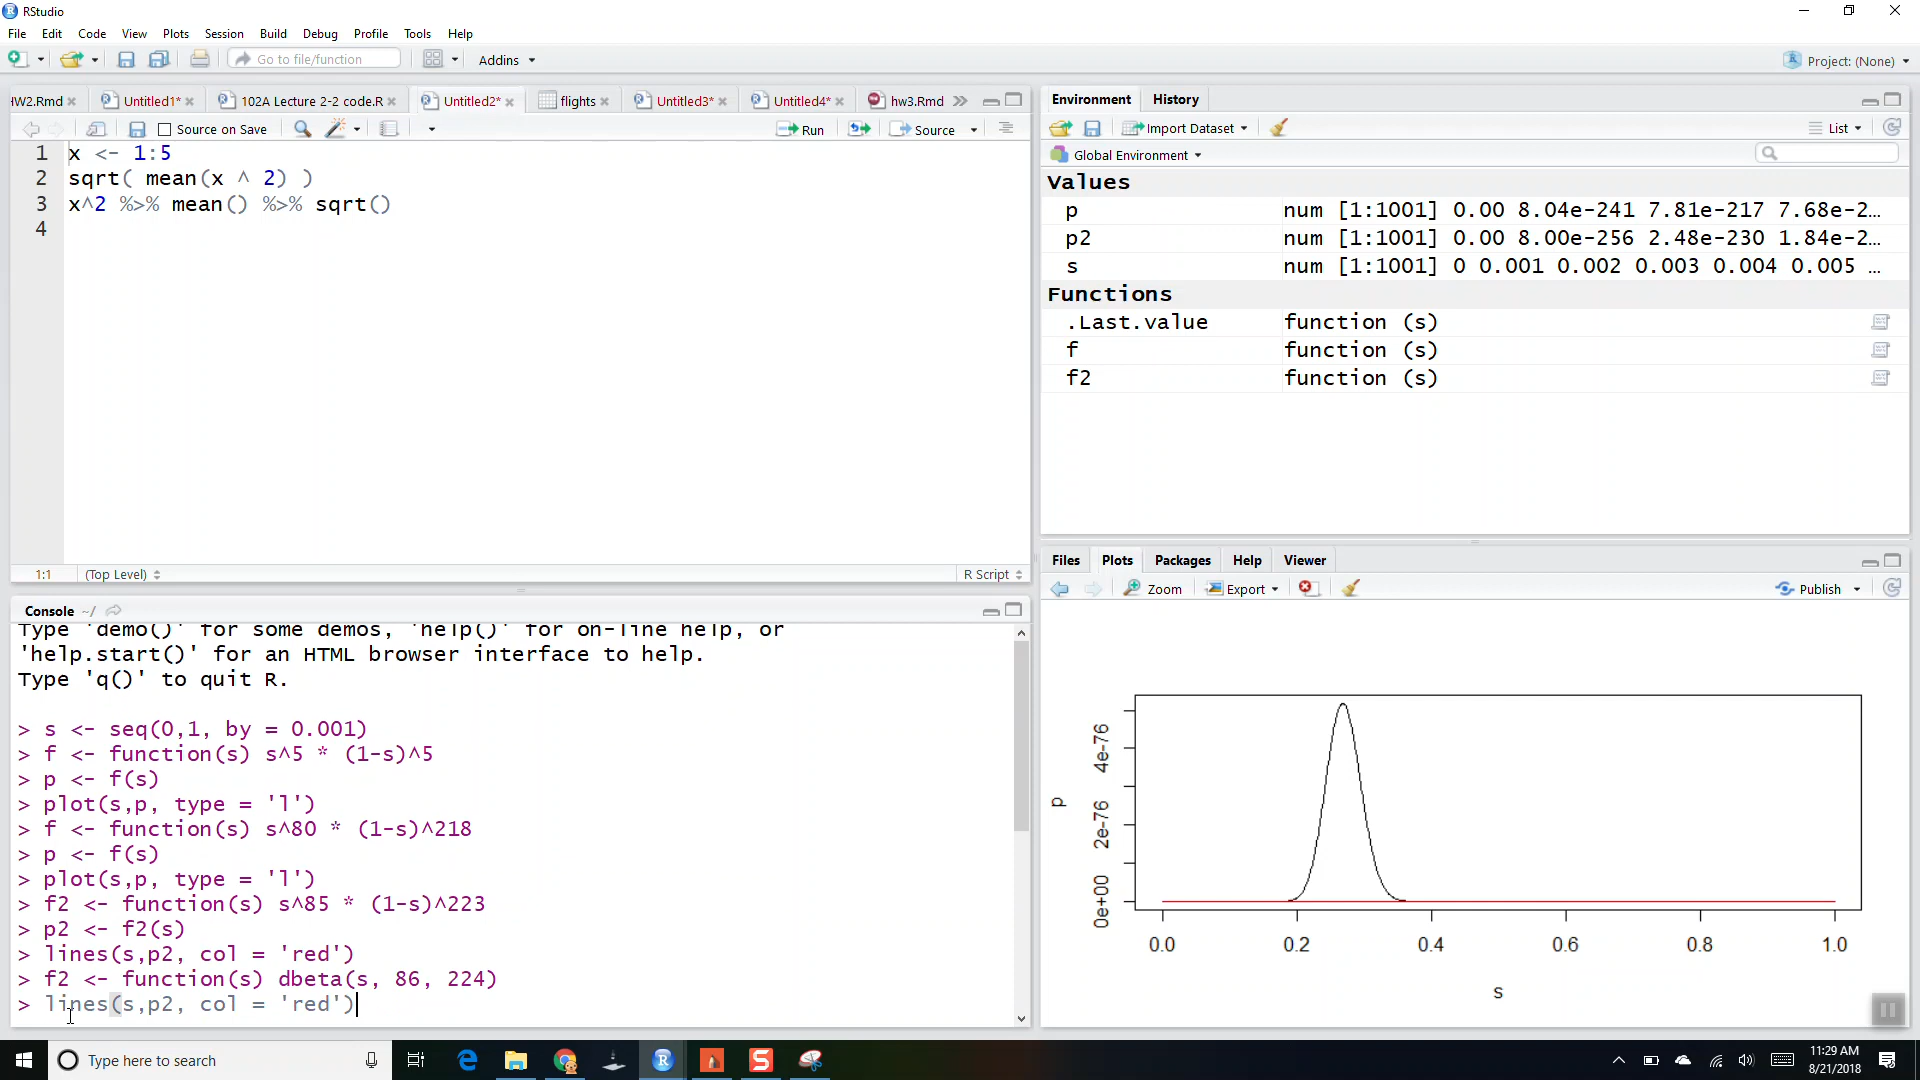 RStudio
File Edit Code View Plots Session Build Debug Profile Tools Help
Go to file/function Addins Project: (None)
HW2.Rmd Untitled1* 102A Lecture 2-2 code.R Untitled2* flights Untitled3* Untitled4* hw3.Rmd
Source on Save Run Source
1 x <- 1:5
2 sqrt( mean(x ^ 2) )
3 x^2 %>% mean() %>% sqrt()
4
1:1 (Top Level) R Script
Console ~/
Type 'demo()' for some demos, 'help()' for on-line help, or
'help.start()' for an HTML browser interface to help.
Type 'q()' to quit R.
> s <- seq(0,1, by = 0.001)
> f <- function(s) s^5 * (1-s)^5
> p <- f(s)
> plot(s,p, type = 'l')
> f <- function(s) s^80 * (1-s)^218
> p <- f(s)
> plot(s,p, type = 'l')
> f2 <- function(s) s^85 * (1-s)^223
> p2 <- f2(s)
> lines(s,p2, col = 'red')
> f2 <- function(s) dbeta(s, 86, 224)
> lines(s,p2, col = 'red')
Environment History
Import Dataset List
Global Environment
Values
p num [1:1001] 0.00 8.04e-241 7.81e-217 7.68e-2…
p2 num [1:1001] 0.00 8.00e-256 2.48e-230 1.84e-2…
s num [1:1001] 0 0.001 0.002 0.003 0.004 0.005 …
Functions
.Last.value function (s)
f function (s)
f2 function (s)
Files Plots Packages Help Viewer
Zoom Export Publish
p
4e-76
2e-76
0e+00
0.0 0.2 0.4 0.6 0.8 1.0
s
Type here to search
11:29 AM
8/21/2018